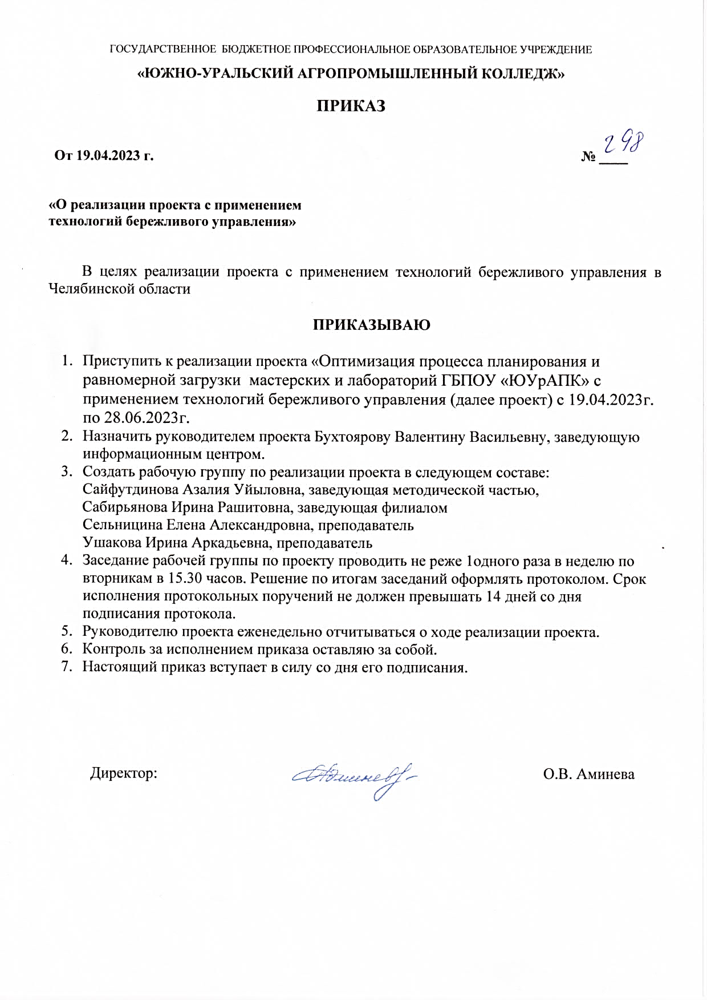 ГОСУДАРСТВЕННОЕ БЮДЖЕТНОЕ ПРОФЕССИОНАЛЬНОЕ ОБРАЗОВАТЕЛЬНОЕ УЧРЕЖДЕНИЕ
«ЮЖНО-УРАЛЬСКИЙ АГРОПРОМЫШЛЕННЫЙ КОЛЛЕДЖ»
ПРИКАЗ
От 19.04.2023 г. № 298
«О реализации проекта с применением
технологий бережливого управления»
В целях реализации проекта с применением технологий бережливого управления в
Челябинской области
ПРИКАЗЫВАЮ
1. Приступить к реализации проекта «Оптимизация процесса планирования и
равномерной загрузки мастерских и лабораторий ГБПОУ «ЮУрАПК» с
применением технологий бережливого управления (далее проект) с 19.04.2023г.
по 28.06.2023г.
2. Назначить руководителем проекта Бухтоярову Валентину Васильевну, заведующую
информационным центром.
3. Создать рабочую группу по реализации проекта в следующем составе:
Сайфутдинова Азалия Уйыловна, заведующая методической частью,
Сабирьянова Ирина Рашитовна, заведующая филиалом
Сельницина Елена Александровна, преподаватель
Ушакова Ирина Аркадьевна, преподаватель
4. Заседание рабочей группы по проекту проводить не реже 1одного раза в неделю по
вторникам в 15.30 часов. Решение по итогам заседаний оформлять протоколом. Срок
исполнения протокольных поручений не должен превышать 14 дней со дня
подписания протокола.
5. Руководителю проекта еженедельно отчитываться о ходе реализации проекта.
6. Контроль за исполнением приказа оставляю за собой.
7. Настоящий приказ вступает в силу со дня его подписания.
Директор: О.В. Аминева